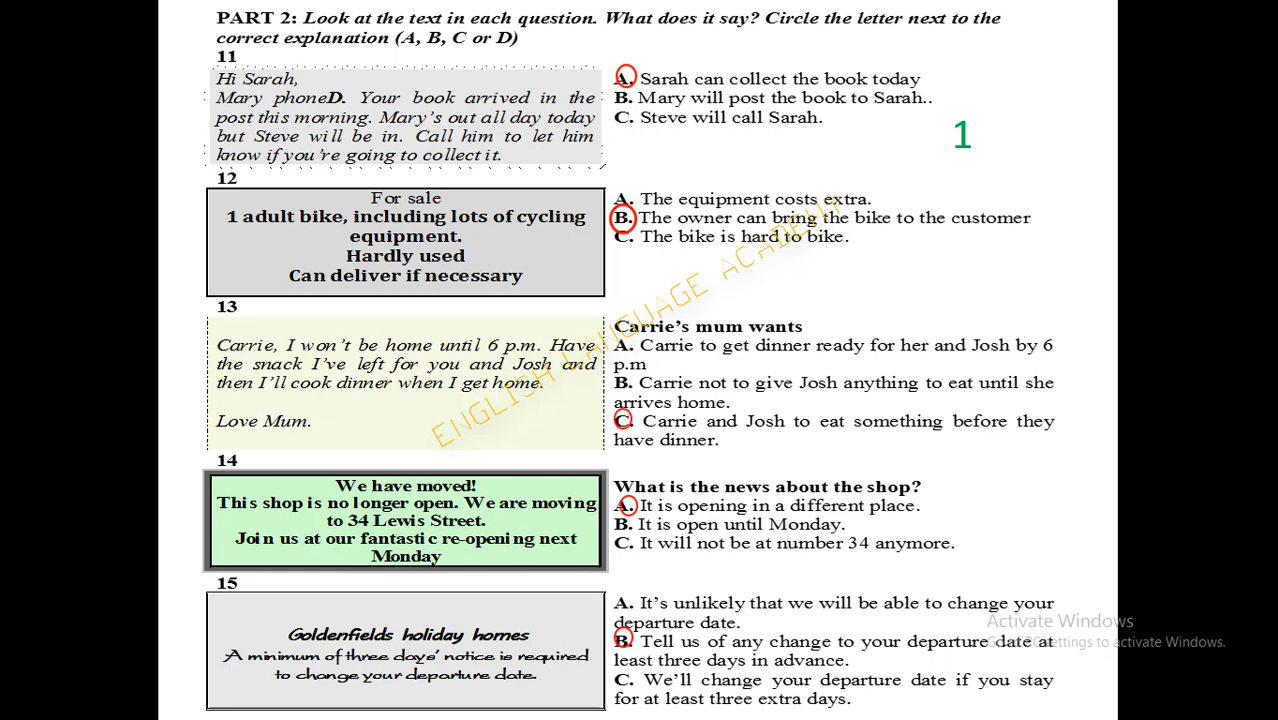 PART 2: Look at the text in each question. What does it say? Circle the letter next to the
correct explanation (A, B, C or D)
11
Hi Sarah,
Mary phoneD. Your book arrived in the
post this morning. Mary's out all day today
but Steve will be in. Call him to let him
know if you're going to collect it.
A. Sarah can collect the book today
B. Mary will post the book to Sarah..
C. Steve will call Sarah.
1
12
For sale
1 adult bike, including lots of cycling
equipment.
Hardly used
Can deliver if necessary
A. The equipment costs extra.
B. The owner can bring the bike to the customer
C. The bike is hard to bike.
13
Carrie, I won't be home until 6 p.m. Have
the snack I've left for you and Josh and
then I'll cook dinner when I get home.
Love Mum.
Carrie's mum wants
A. Carrie to get dinner ready for her and Josh by 6
p.m
B. Carrie not to give Josh anything to eat until she
arrives home.
C. Carrie and Josh to eat something before they
have dinner.
ENGLISH LANGUAGE ACADEMY
14
We have moved!
This shop is no longer open. We are moving
to 34 Lewis Street.
Join us at our fantastic re-opening next
Monday
What is the news about the shop?
A. It is opening in a different place.
B. It is open until Monday.
C. It will not be at number 34 anymore.
15
Goldenfields holiday homes
A minimum of three days' notice is required
to change your departure date.
A. It's unlikely that we will be able to change your
departure date.
B. Tell us of any change to your departure date at
least three days in advance.
C. We'll change your departure date if you stay
for at least three extra days.
Activate Windows
Go to PC settings to activate Windows.